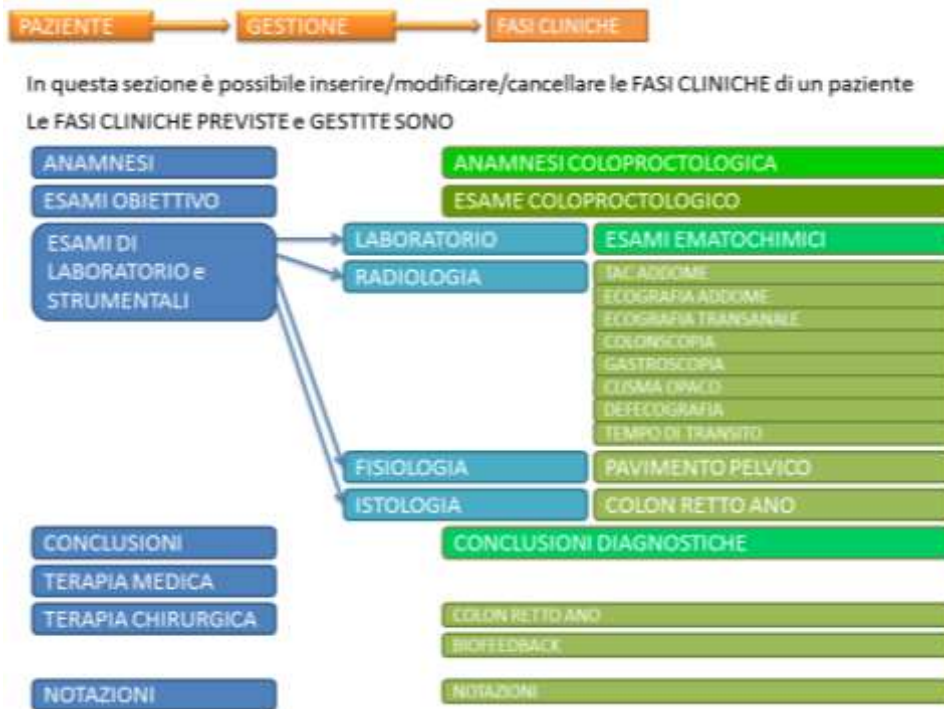 PAZIENTE GESTIONE FASI CLINICHE
In questa sezione è possibile inserire/modificare/cancellare le FASI CLINICHE di un paziente
Le FASI CLINICHE PREVISTE e GESTITE SONO
ANAMNESI ANAMNESI COLOPROCTOLOGICA
ESAMI OBIETTIVO ESAME COLOPROCTOLOGICO
ESAMI DI
LABORATORIO e
STRUMENTALI
LABORATORIO ESAMI EMATOCHIMICI
RADIOLOGIA TAC ADDOME
ECOGRAFIA ADDOME
ECOGRAFIA TRANSANALE
COLONSCOPIA
GASTROSCOPIA
CLISMA OPACO
DEFECOGRAFIA
TEMPO DI TRANSITO
FISIOLOGIA PAVIMENTO PELVICO
ISTOLOGIA COLON RETTO ANO
CONCLUSIONI CONCLUSIONI DIAGNOSTICHE
TERAPIA MEDICA
TERAPIA CHIRURGICA COLON RETTO ANO
BIOFEEDBACK
NOTAZIONI NOTAZIONI